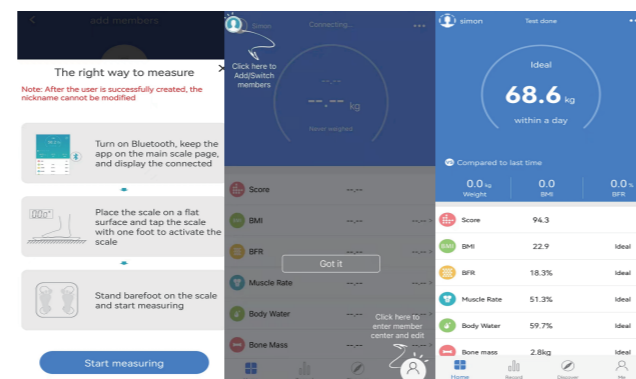 add members
The right way to measure
Note: After the user is successfully created, the
nickname cannot be modified
Turn on Bluetooth, keep the
app on the main scale page,
and display the connected
Place the scale on a flat
surface and tap the scale
with one foot to activate the
scale
Stand barefoot on the scale
and start measuring
Start measuring
Simon
Connecting...
Click here to
Add/Switch
members
--.--
--.-- kg
Never weighed
Score --.--
BMI --.-- --.-- >
BFR --.-- --.-- >
Got it
Muscle Rate --.-- --.-- >
Body Water --.-- --.-- >
Bone Mass --.-- --.-- >
Click here to
enter member
center and edit
simon
Test done
Ideal
68.6 kg
within a day
Compared to last time
0.0 kg 0.0 0.0 %
Weight BMI BFR
Score 94.3
BMI 22.9 Ideal
BFR 18.3% Ideal
Muscle Rate 51.3% Ideal
Body Water 59.7% Ideal
Bone mass 2.8kg Ideal
Home Record Discover Me